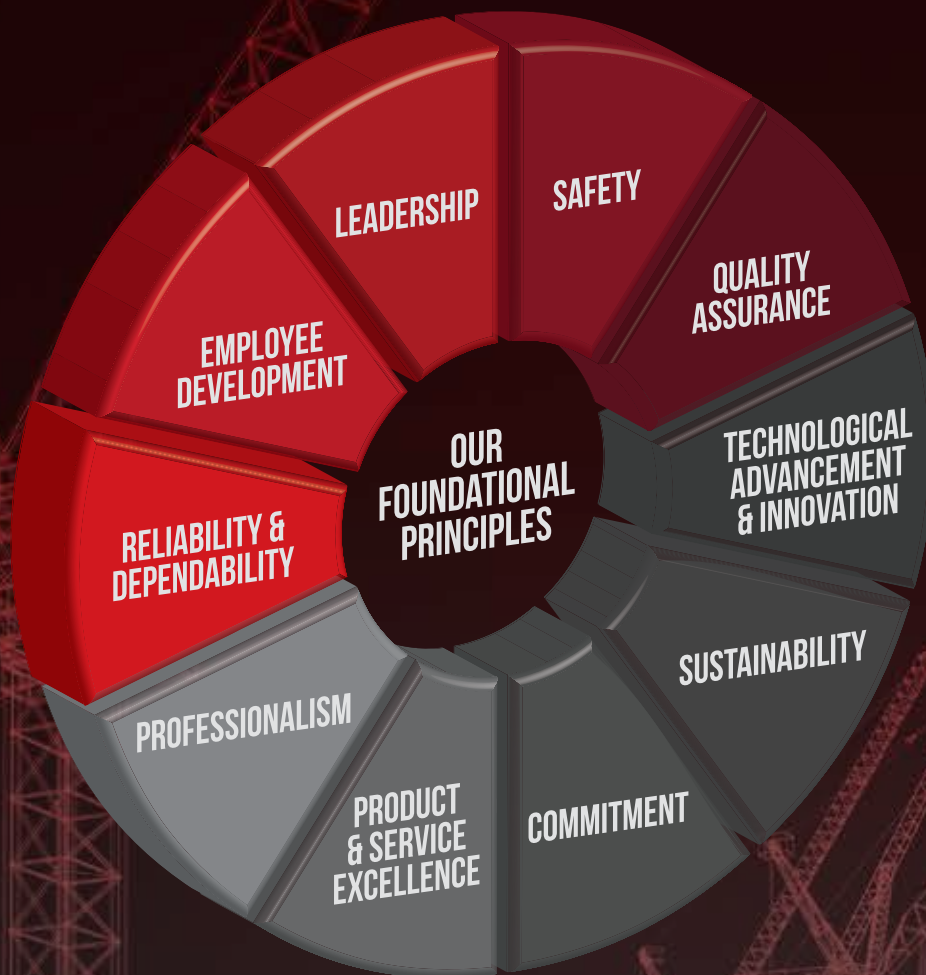 OUR
FOUNDATIONAL
PRINCIPLES
LEADERSHIP
SAFETY
QUALITY
ASSURANCE
TECHNOLOGICAL
ADVANCEMENT
& INNOVATION
SUSTAINABILITY
COMMITMENT
PRODUCT
& SERVICE
EXCELLENCE
PROFESSIONALISM
RELIABILITY &
DEPENDABILITY
EMPLOYEE
DEVELOPMENT